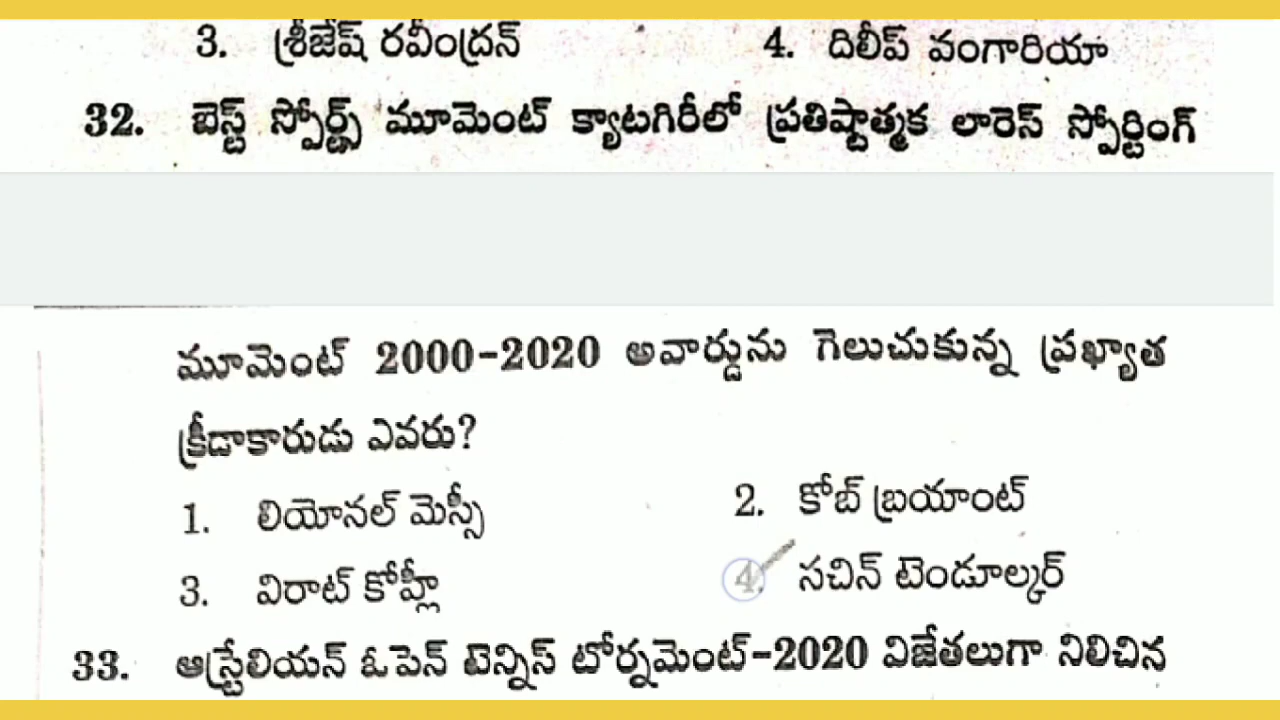 3. శ్రీజేష్ రవీంద్రన్ 4. దిలీప్ వంగారియా
32. బెస్ట్ స్పోర్ట్స్ మూమెంట్ క్యాటగిరీలో ప్రతిష్టాత్మక లారెస్ స్పోర్టింగ్
మూమెంట్ 2000-2020 అవార్డును గెలుచుకున్న ప్రఖ్యాత
క్రీడాకారుడు ఎవరు?
1. లియోనల్ మెస్సీ 2. కోబ్ బ్రయాంట్
3. విరాట్ కోహ్లీ 4. సచిన్ టెండూల్కర్
33. ఆస్ట్రేలియన్ ఓపెన్ టెన్నిస్ టోర్నమెంట్-2020 విజేతలుగా నిలిచిన